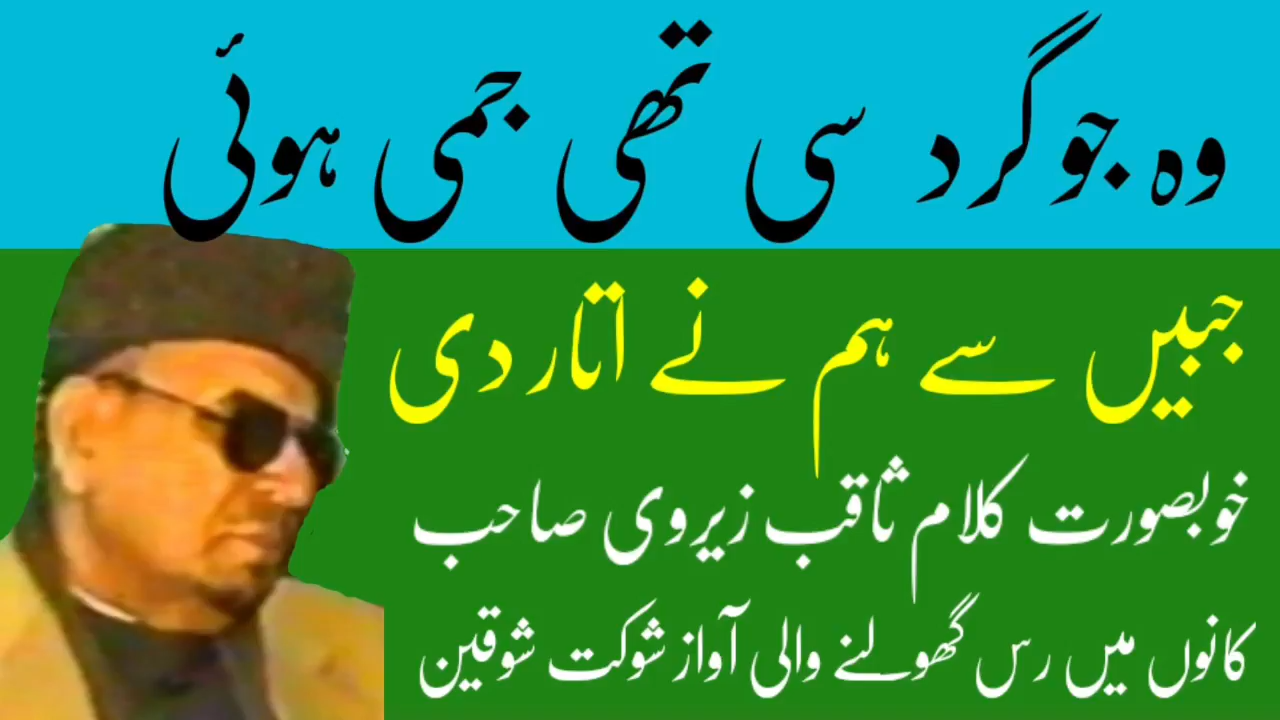 وہ جو گرد سی تھی جمی ہوئی
جبیں سے ہم نے اتار دی
خوبصورت کلام ثاقب زیروی صاحب
کانوں میں رس گھولنے والی آواز شوکت شوقین